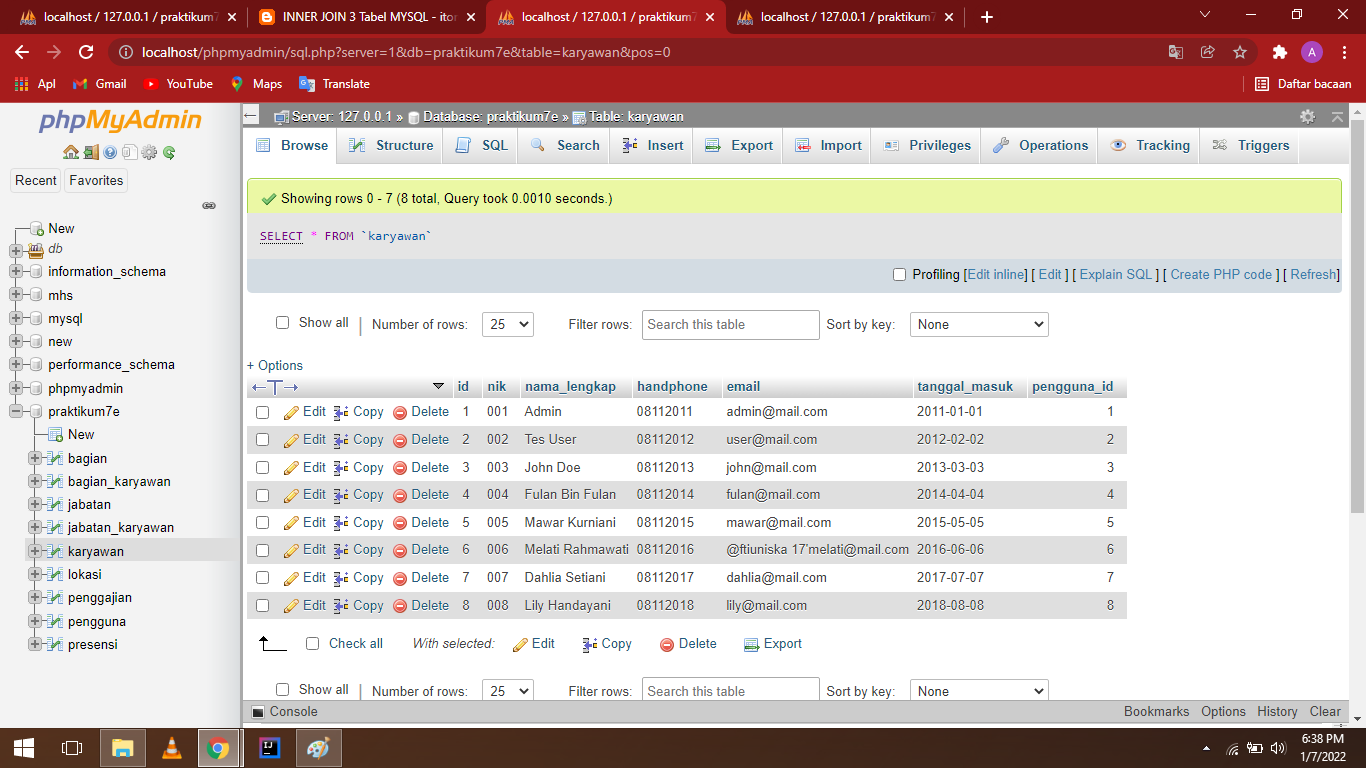 localhost / 127.0.0.1 / praktikum7 INNER JOIN 3 Tabel MYSQL - itor localhost / 127.0.0.1 / praktikum7 localhost / 127.0.0.1 / praktikum7
localhost/phpmyadmin/sql.php?server=1&db=praktikum7e&table=karyawan&pos=0 A
Apl Gmail YouTube Maps Translate Daftar bacaan
phpMyAdmin
Recent Favorites
New
db
information_schema
mhs
mysql
new
performance_schema
phpmyadmin
praktikum7e
New
bagian
bagian_karyawan
jabatan
jabatan_karyawan
karyawan
lokasi
penggajian
pengguna
presensi
Server: 127.0.0.1 » Database: praktikum7e » Table: karyawan
Browse Structure SQL Search Insert Export Import Privileges Operations Tracking Triggers
Showing rows 0 - 7 (8 total, Query took 0.0010 seconds.)
SELECT * FROM `karyawan`
Profiling [Edit inline] [ Edit ] [ Explain SQL ] [ Create PHP code ] [ Refresh]
Show all | Number of rows: 25 Filter rows: Search this table Sort by key: None
+ Options
←T→ id nik nama_lengkap handphone email tanggal_masuk pengguna_id
Edit Copy Delete 1 001 Admin 08112011 admin@mail.com 2011-01-01 1
Edit Copy Delete 2 002 Tes User 08112012 user@mail.com 2012-02-02 2
Edit Copy Delete 3 003 John Doe 08112013 john@mail.com 2013-03-03 3
Edit Copy Delete 4 004 Fulan Bin Fulan 08112014 fulan@mail.com 2014-04-04 4
Edit Copy Delete 5 005 Mawar Kurniani 08112015 mawar@mail.com 2015-05-05 5
Edit Copy Delete 6 006 Melati Rahmawati 08112016 @ftiuniska 17'melati@mail.com 2016-06-06 6
Edit Copy Delete 7 007 Dahlia Setiani 08112017 dahlia@mail.com 2017-07-07 7
Edit Copy Delete 8 008 Lily Handayani 08112018 lily@mail.com 2018-08-08 8
Check all With selected: Edit Copy Delete Export
Show all | Number of rows: 25 Filter rows: Search this table Sort by key: None
Console Bookmarks Options History Clear
6:38 PM
1/7/2022